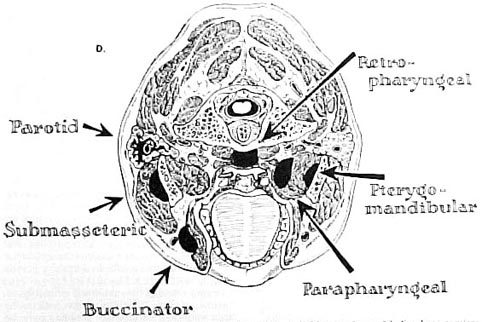 D.
Retro-
pharyngeal
Parotid
Pterygo-
mandibular
Submasseteric
Parapharyngeal
Buccinator